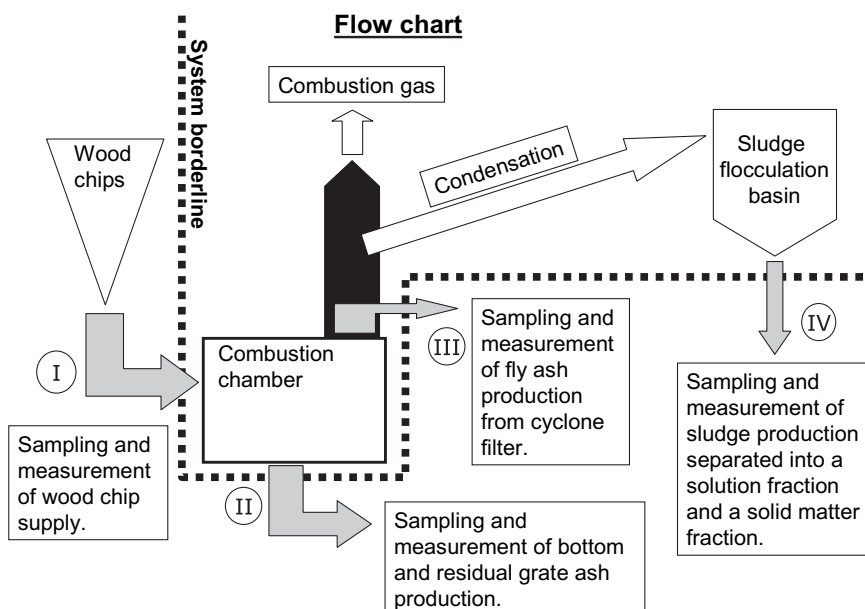 Flow chart
System borderline
Combustion gas
Wood
chips
Condensation
Sludge
flocculation
basin
I
Combustion
chamber
III
Sampling and
measurement
of fly ash
production
from cyclone
filter.
IV
Sampling and
measurement of
sludge production
separated into a
solution fraction
and a solid matter
fraction.
Sampling and
measurement
of wood chip
supply.
II
Sampling and
measurement of bottom
and residual grate ash
production.